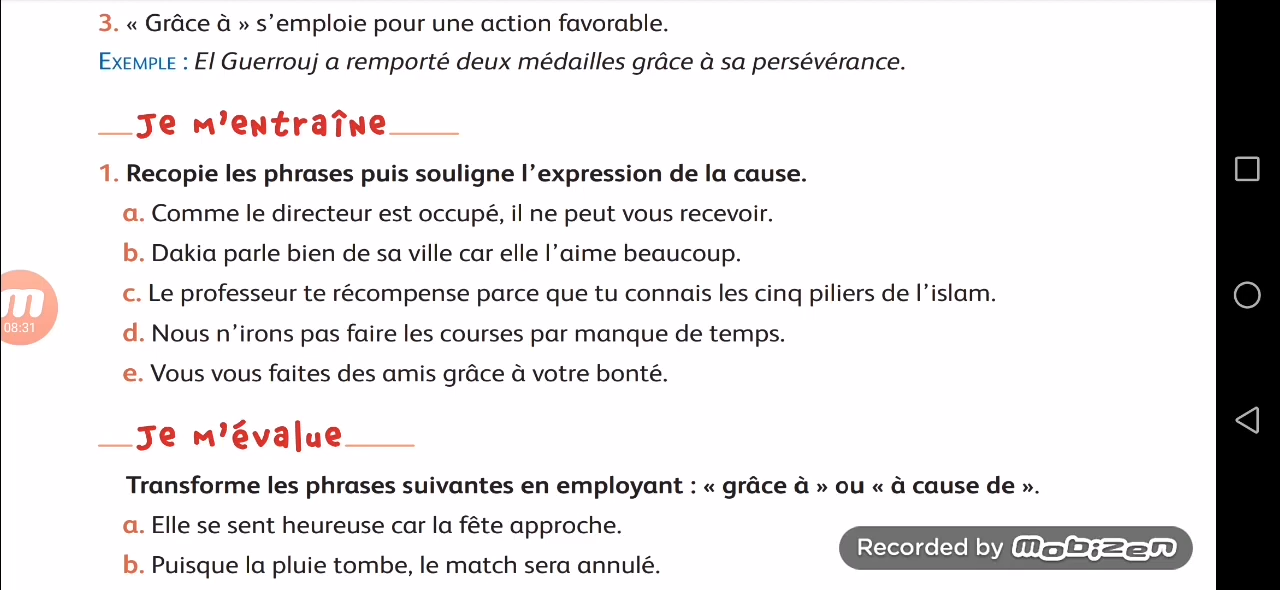 3. « Grâce à » s’emploie pour une action favorable.
EXEMPLE : El Guerrouj a remporté deux médailles grâce à sa persévérance.
Je m’entraîne
1. Recopie les phrases puis souligne l’expression de la cause.
a. Comme le directeur est occupé, il ne peut vous recevoir.
b. Dakia parle bien de sa ville car elle l’aime beaucoup.
c. Le professeur te récompense parce que tu connais les cinq piliers de l’islam.
m
08:31
d. Nous n’irons pas faire les courses par manque de temps.
e. Vous vous faites des amis grâce à votre bonté.
Je m’évalue
Transforme les phrases suivantes en employant : « grâce à » ou « à cause de ».
a. Elle se sent heureuse car la fête approche.
b. Puisque la pluie tombe, le match sera annulé.
Recorded by mobizen